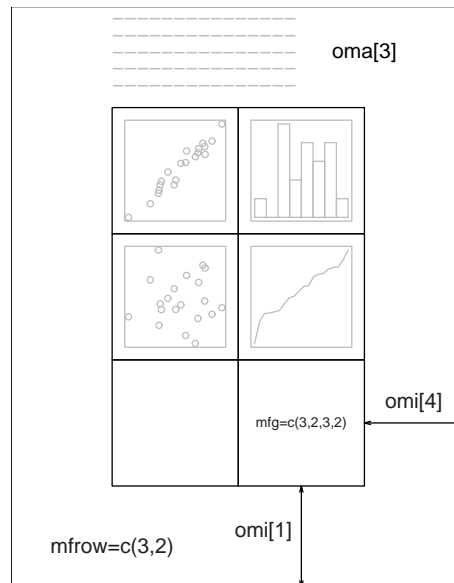 oma[3]
mfg=c(3,2,3,2)
omi[4]
omi[1]
mfrow=c(3,2)